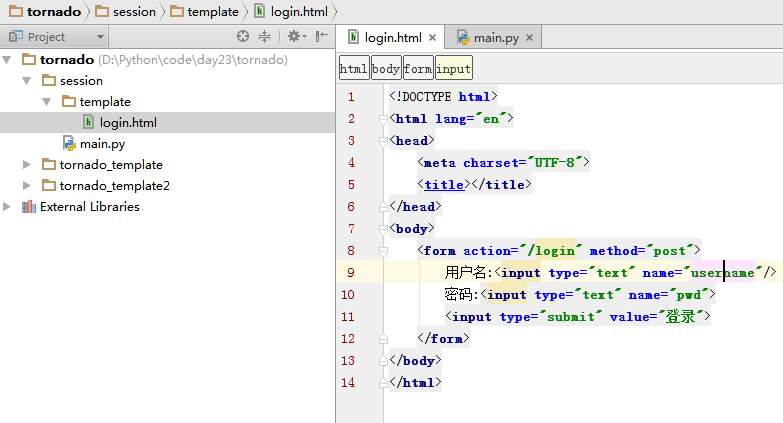 tornado session template login.html
Project
login.html main.py
tornado (D:\Python\code\day23\tornado)
session
template
login.html
main.py
tornado_template
tornado_template2
External Libraries
html body form input
1 <!DOCTYPE html>
2 <html lang="en">
3 <head>
4 <meta charset="UTF-8">
5 <title></title>
6 </head>
7 <body>
8 <form action="/login" method="post">
9 用户名:<input type="text" name="username"/>
10 密码:<input type="text" name="pwd">
11 <input type="submit" value="登录">
12 </form>
13 </body>
14 </html>